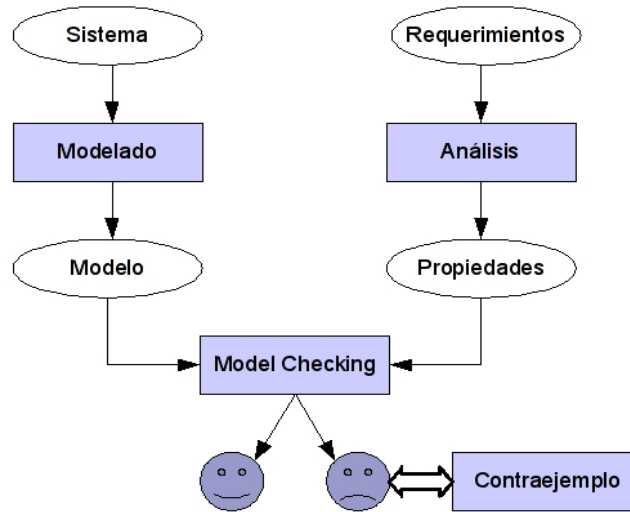 Sistema
Requerimientos
Modelado
Análisis
Modelo
Propiedades
Model Checking
Contraejemplo